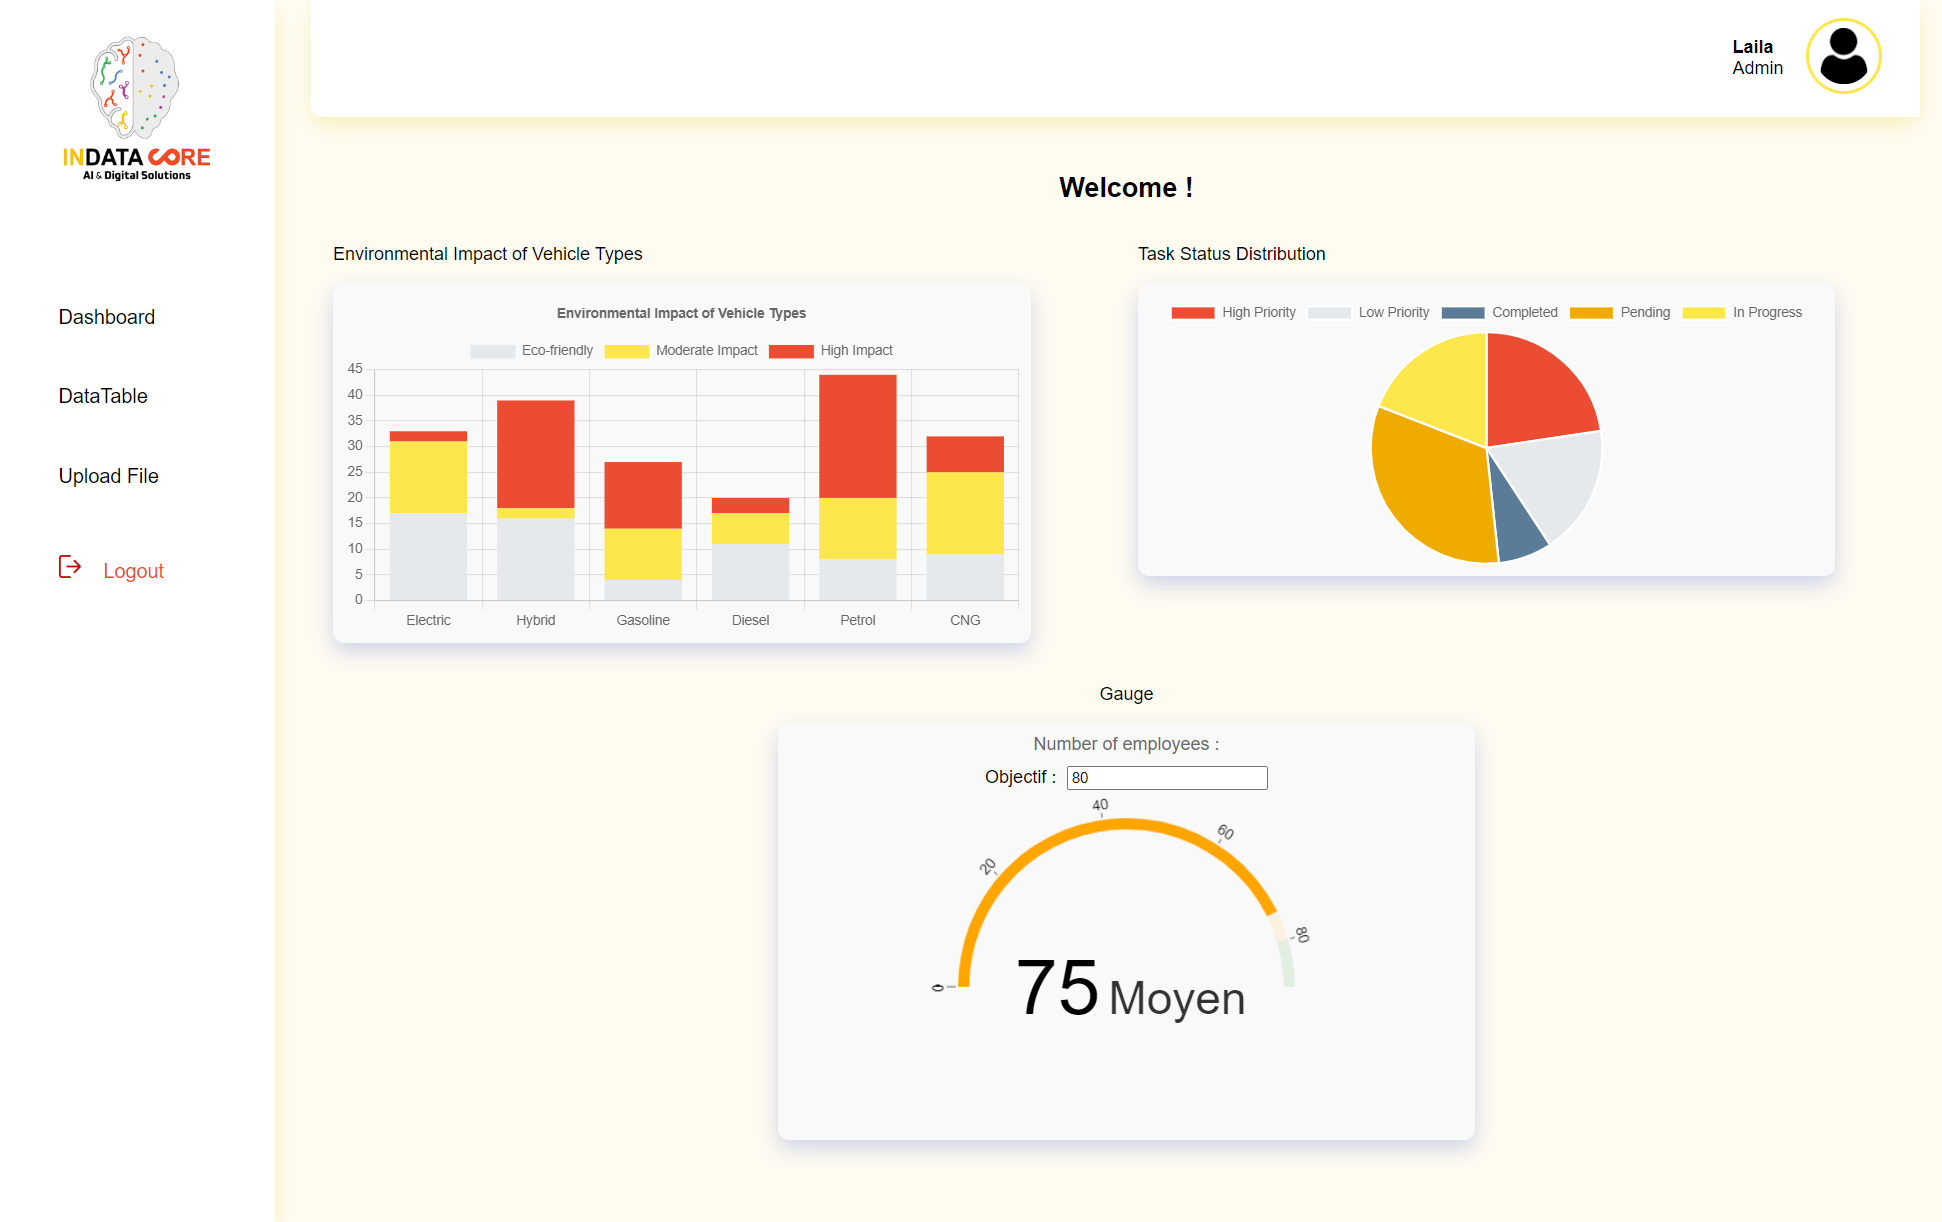 INDATA CORE
AI & Digital Solutions
Dashboard
DataTable
Upload File
Logout
Laila
Admin
Welcome !
Environmental Impact of Vehicle Types
Environmental Impact of Vehicle Types
Eco-friendly Moderate Impact High Impact
45
40
35
30
25
20
15
10
5
0
Electric Hybrid Gasoline Diesel Petrol CNG
Task Status Distribution
High Priority Low Priority Completed Pending In Progress
Gauge
Number of employees :
Objectif : 80
0
20
40
60
80
75 Moyen